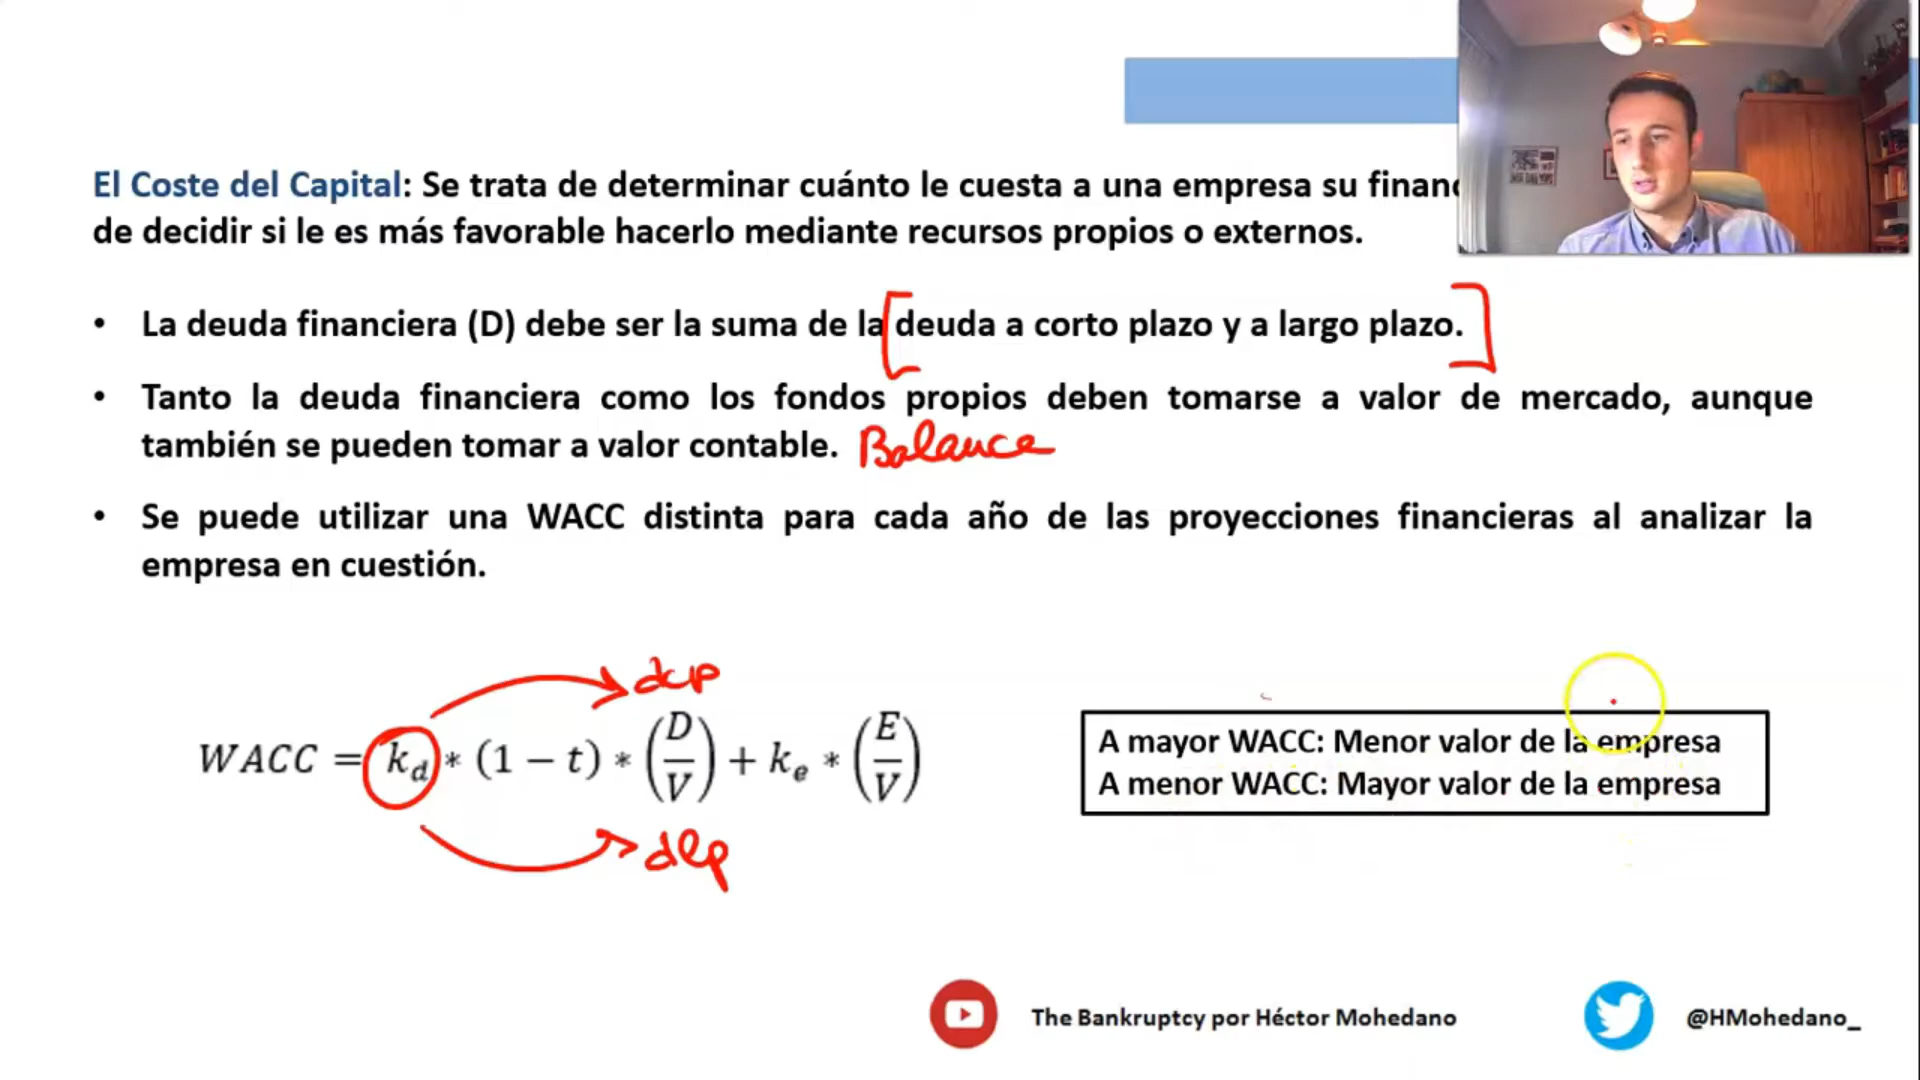 El Coste del Capital: Se trata de determinar cuánto le cuesta a una empresa su financ
de decidir si le es más favorable hacerlo mediante recursos propios o externos.
• La deuda financiera (D) debe ser la suma de la [deuda a corto plazo y a largo plazo.]
• Tanto la deuda financiera como los fondos propios deben tomarse a valor de mercado, aunque
también se pueden tomar a valor contable. Balance
• Se puede utilizar una WACC distinta para cada año de las proyecciones financieras al analizar la
empresa en cuestión.
dcp
WACC = k_d * (1 − t) * (D/V) + k_e * (E/V)
dlp
A mayor WACC: Menor valor de la empresa
A menor WACC: Mayor valor de la empresa
The Bankruptcy por Héctor Mohedano
@HMohedano_